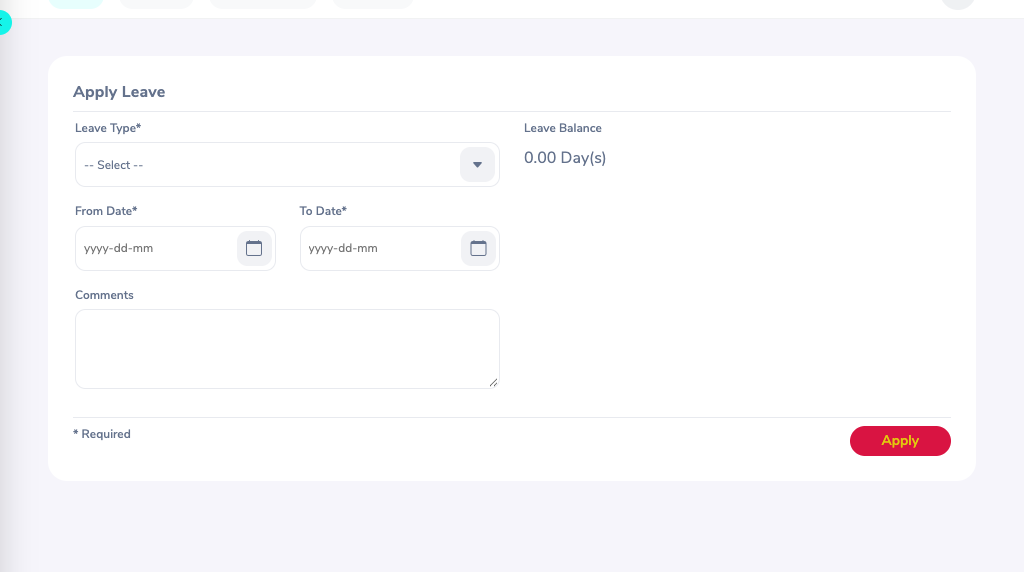 Apply Leave
Leave Type*
Leave Balance
-- Select --
0.00 Day(s)
From Date*
To Date*
yyyy-dd-mm
yyyy-dd-mm
Comments
* Required
Apply